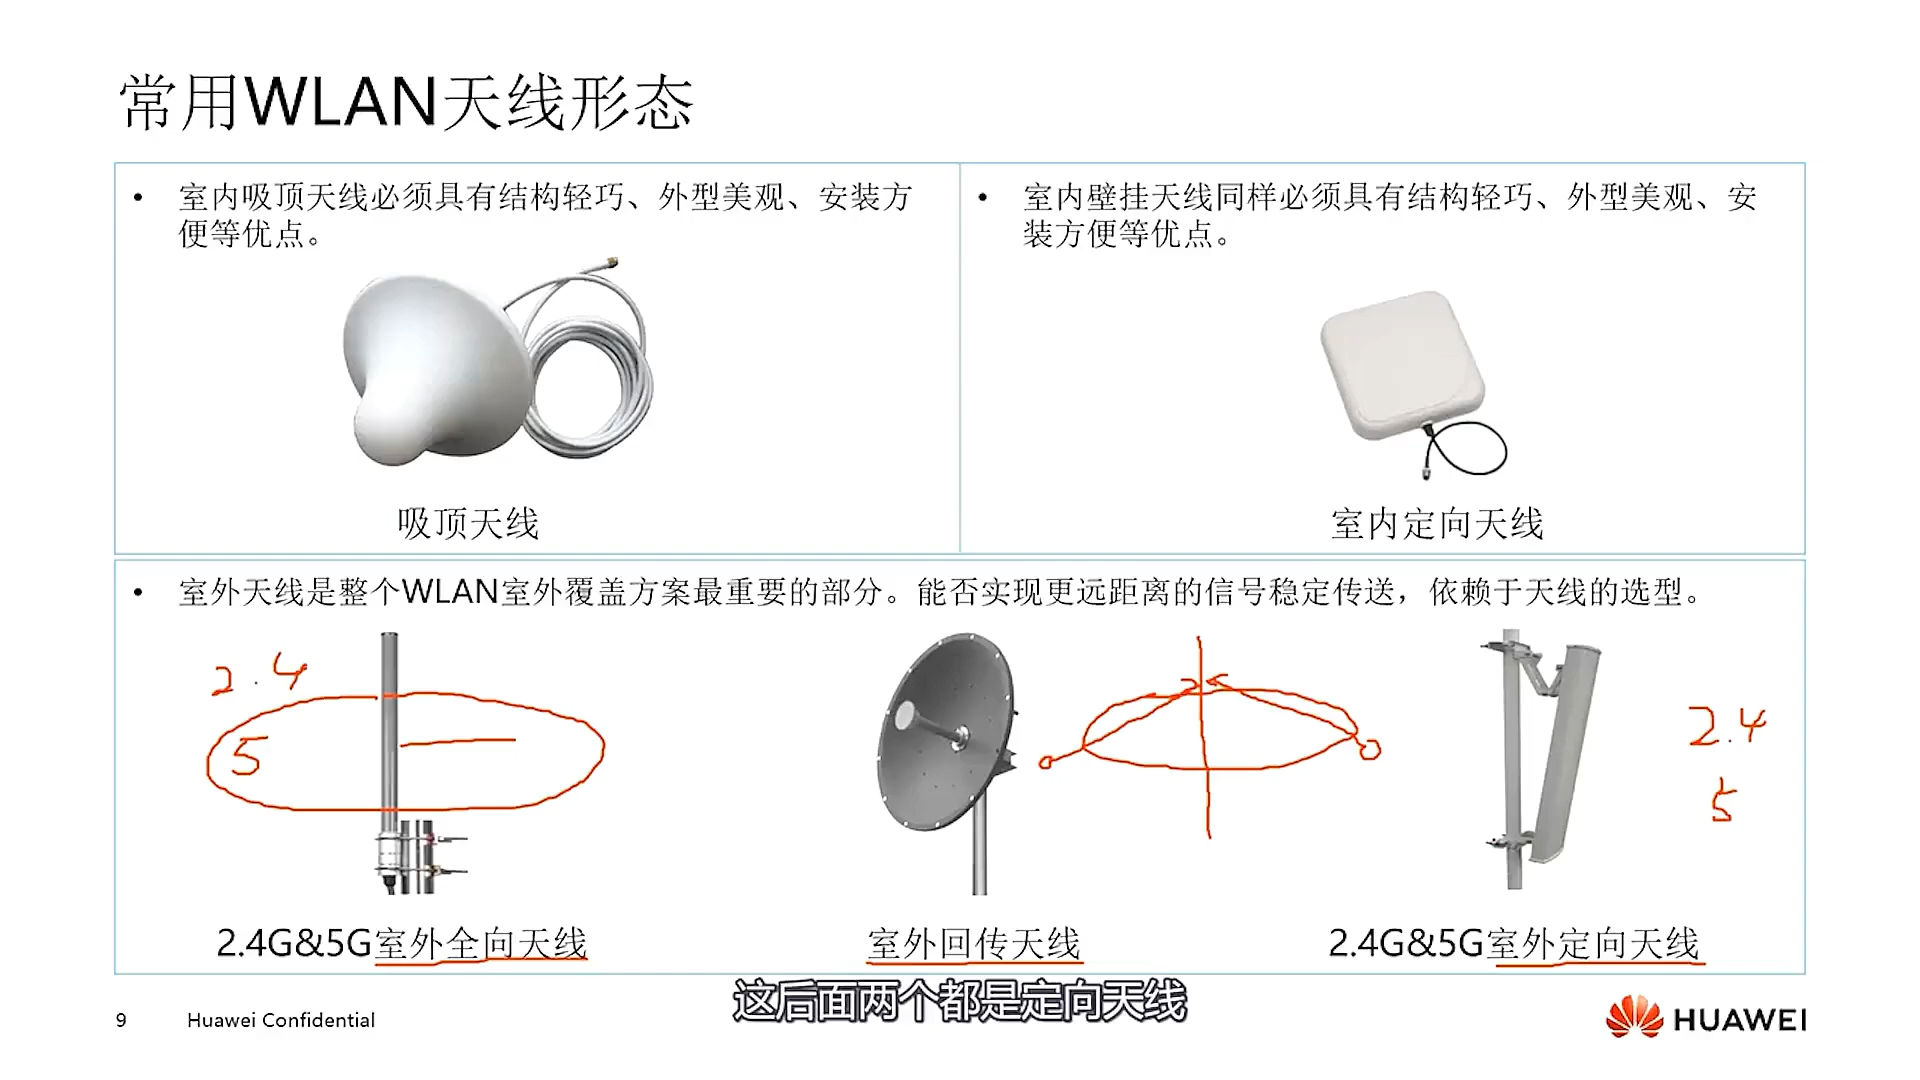 常用WLAN天线形态
• 室内吸顶天线必须具有结构轻巧、外型美观、安装方
便等优点。
吸顶天线
• 室内壁挂天线同样必须具有结构轻巧、外型美观、安
装方便等优点。
室内定向天线
• 室外天线是整个WLAN室外覆盖方案最重要的部分。能否实现更远距离的信号稳定传送，依赖于天线的选型。
2.4
5
2.4
5
2.4G&5G室外全向天线
室外回传天线
2.4G&5G室外定向天线
这后面两个都是定向天线
9
Huawei Confidential
HUAWEI